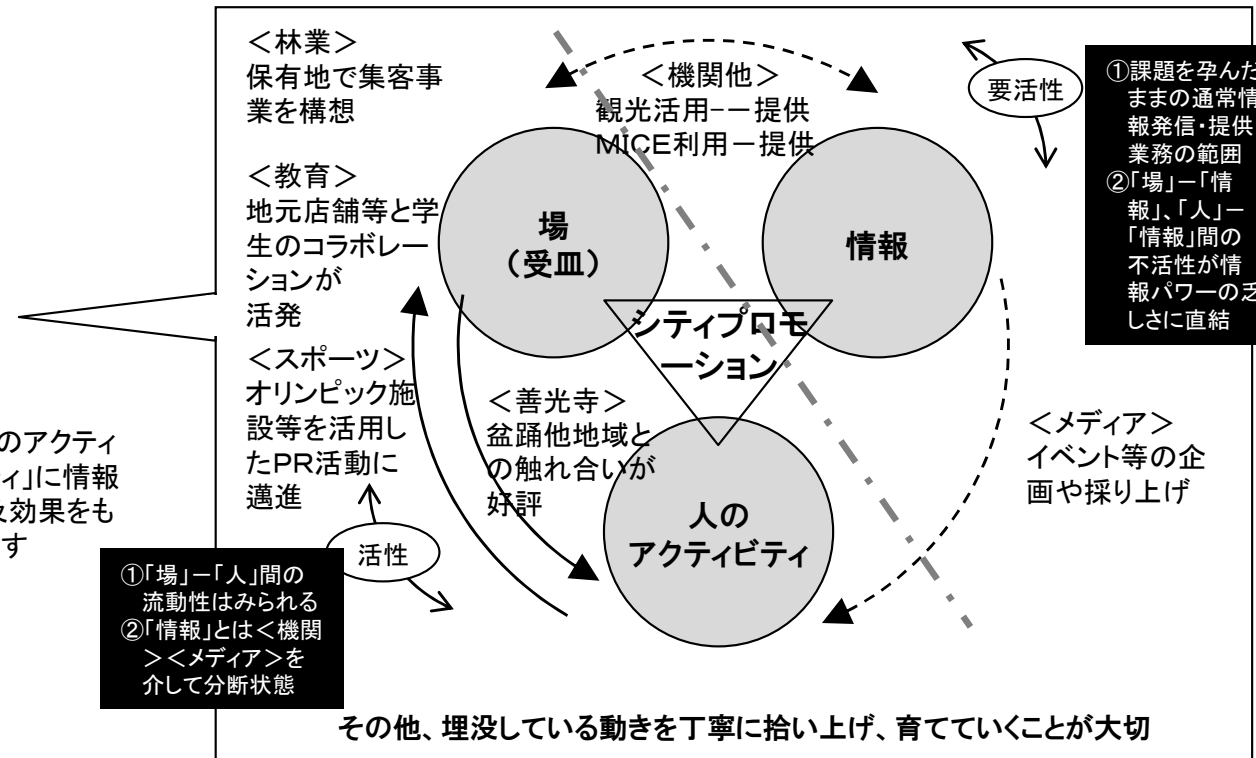 ＜林業＞
保有地で集客事
業を構想
＜教育＞
地元店舗等と学
生のコラボレー
ションが
活発
＜スポーツ＞
オリンピック施
設等を活用し
たPR活動に
邁進
＜機関他＞
観光活用-－提供
MICE利用－提供
要活性
①課題を孕んだ
ままの通常情
報発信・提供
業務の範囲
②「場」－「情
報」、「人」－
「情報」間の
不活性が情
報パワーの乏
しさに直結
場
（受皿）
情報
シティプロモ
ーション
＜善光寺＞
盆踊他地域と
の触れ合いが
好評
人の
アクティビティ
＜メディア＞
イベント等の企
画や採り上げ
のアクティ
ィ」に情報
及効果をも
す
活性
①「場」－「人」間の
流動性はみられる
②「情報」とは＜機関
＞＜メディア＞を
介して分断状態
その他、埋没している動きを丁寧に拾い上げ、育てていくことが大切